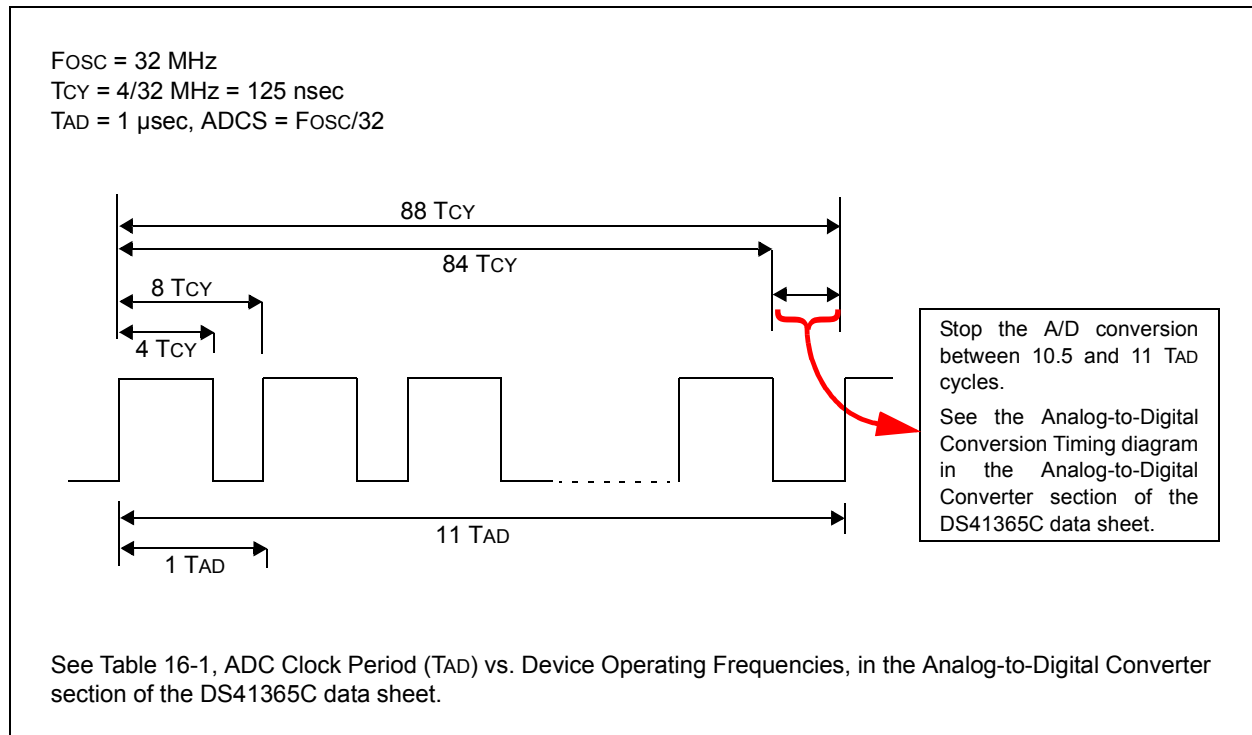 FOSC = 32 MHz
TCY = 4/32 MHz = 125 nsec
TAD = 1 µsec, ADCS = FOSC/32
88 TCY
84 TCY
8 TCY
4 TCY
Stop the A/D conversion
between 10.5 and 11 TAD
cycles.
See the Analog-to-Digital
Conversion Timing diagram
in the Analog-to-Digital
Converter section of the
DS41365C data sheet.
11 TAD
1 TAD
See Table 16-1, ADC Clock Period (TAD) vs. Device Operating Frequencies, in the Analog-to-Digital Converter
section of the DS41365C data sheet.